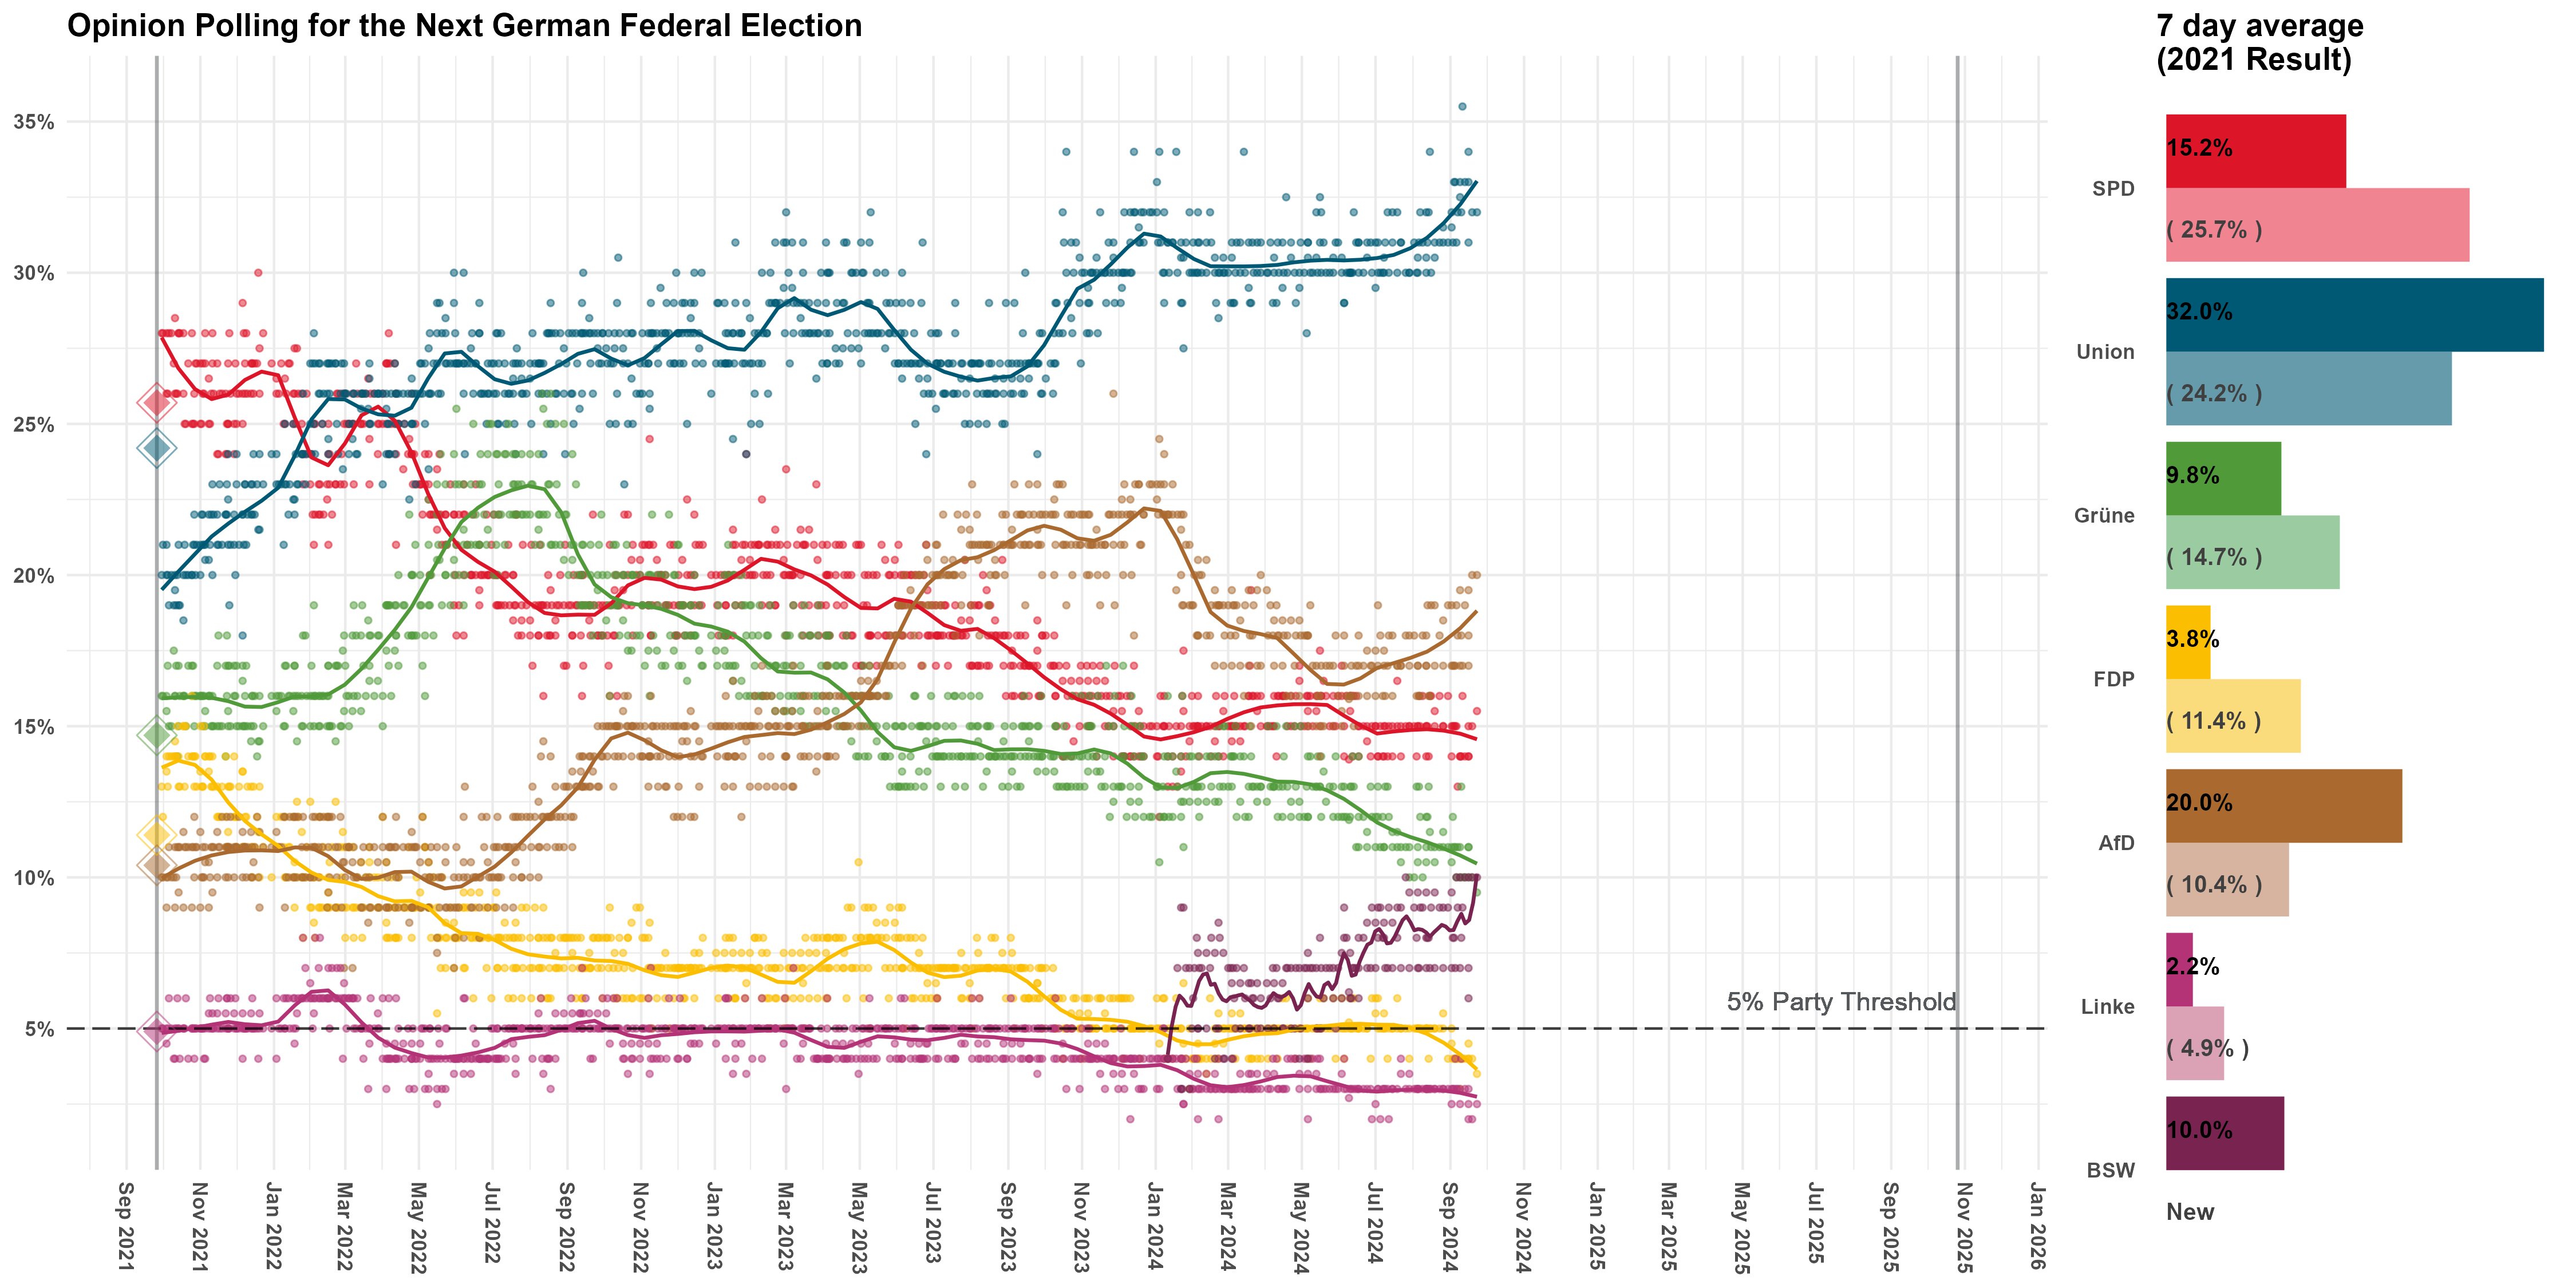 Opinion Polling for the Next German Federal Election
7 day average
(2021 Result)
35%
30%
25%
20%
15%
10%
5%
5% Party Threshold
Sep 2021
Nov 2021
Jan 2022
Mar 2022
May 2022
Jul 2022
Sep 2022
Nov 2022
Jan 2023
Mar 2023
May 2023
Jul 2023
Sep 2023
Nov 2023
Jan 2024
Mar 2024
May 2024
Jul 2024
Sep 2024
Nov 2024
Jan 2025
Mar 2025
May 2025
Jul 2025
Sep 2025
Nov 2025
Jan 2026
15.2%
SPD
( 25.7% )
32.0%
Union
( 24.2% )
9.8%
Grüne
( 14.7% )
3.8%
FDP
( 11.4% )
20.0%
AfD
( 10.4% )
2.2%
Linke
( 4.9% )
10.0%
BSW
New